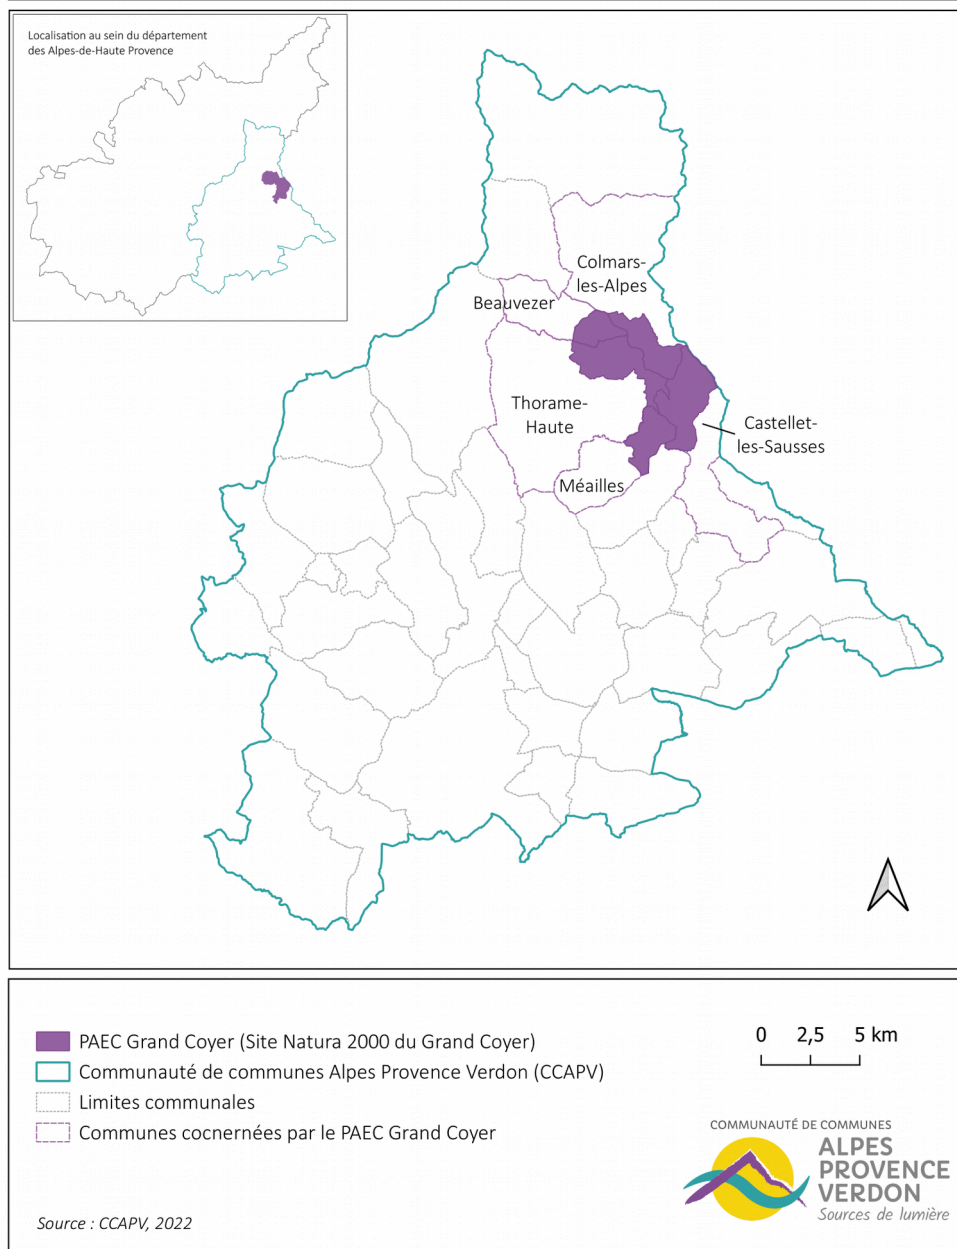 Localisation au sein du département
des Alpes-de-Haute Provence
Colmars-
les-Alpes
Beauvezer
Thorame-
Haute
Castellet-
les-Sausses
Méailles
PAEC Grand Coyer (Site Natura 2000 du Grand Coyer)
Communauté de communes Alpes Provence Verdon (CCAPV)
Limites communales
Communes cocnernées par le PAEC Grand Coyer
0 2,5 5 km
COMMUNAUTÉ DE COMMUNES
ALPES
PROVENCE
VERDON
Sources de lumière
Source : CCAPV, 2022